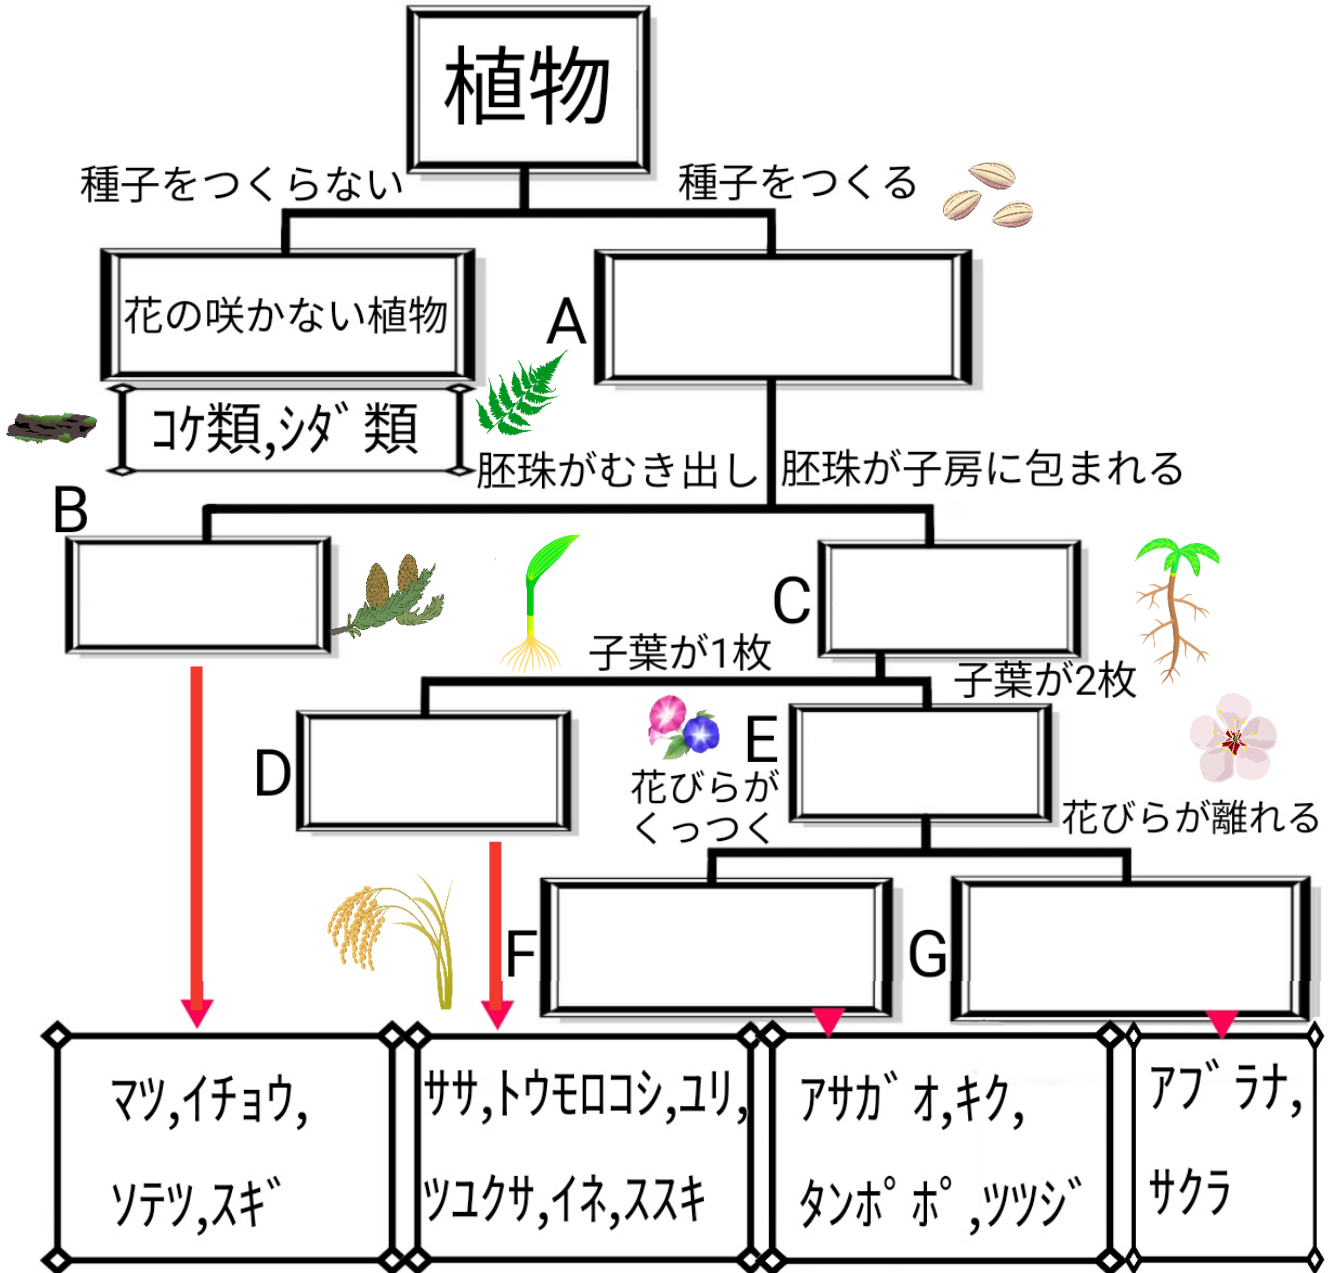 植物
種子をつくらない
種子をつくる
花の咲かない植物
A
コケ類,シダ類
胚珠がむき出し
胚珠が子房に包まれる
B
C
子葉が1枚
子葉が2枚
D
E
花びらが
くっつく
花びらが離れる
F
G
マツ,イチョウ,
ソテツ,スギ
ササ,トウモロコシ,ユリ,
ツユクサ,イネ,ススキ
アサガオ,キク,
タンポポ,ツツジ
アブラナ,
サクラ